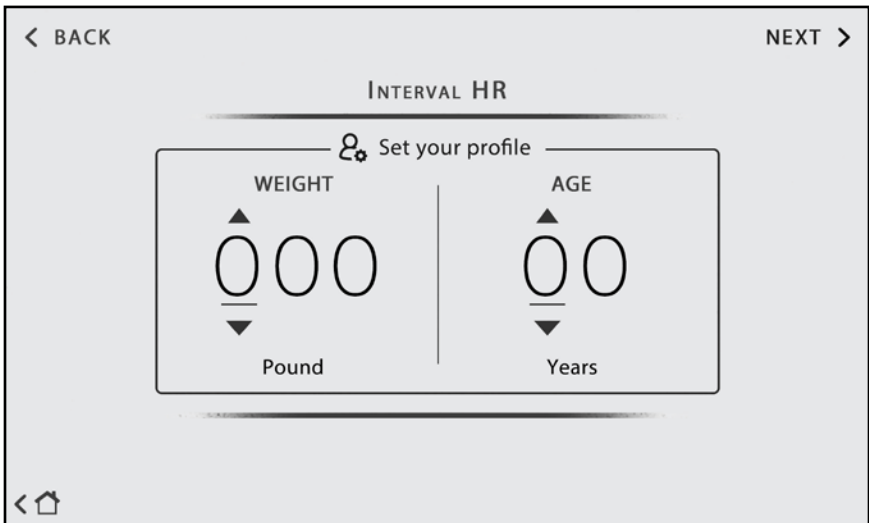 BACK
NEXT
INTERVAL HR
Set your profile
WEIGHT
AGE
000
00
Pound
Years